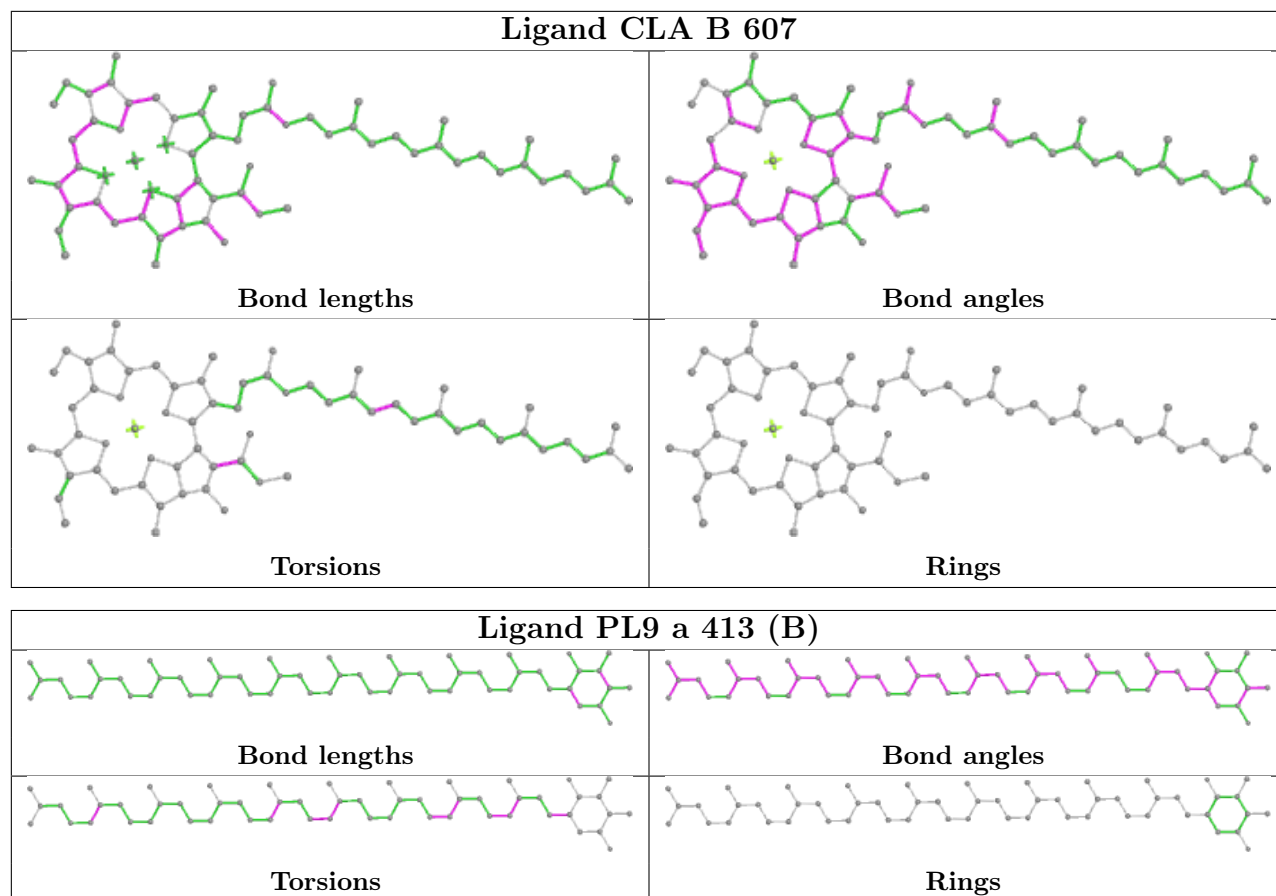 Ligand CLA B 607
Bond lengths
Bond angles
Torsions
Rings
Ligand PL9 a 413 (B)
Bond lengths
Bond angles
Torsions
Rings